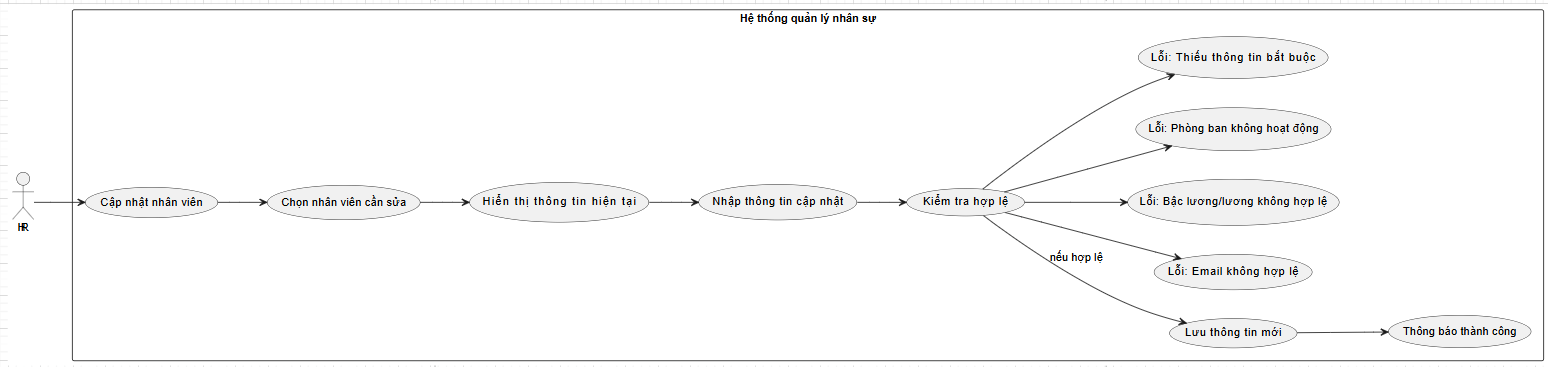 Hệ thống quản lý nhân sự
HR
Cập nhật nhân viên
Chọn nhân viên cần sửa
Hiển thị thông tin hiện tại
Nhập thông tin cập nhật
Kiểm tra hợp lệ
Lỗi: Thiếu thông tin bắt buộc
Lỗi: Phòng ban không hoạt động
Lỗi: Bậc lương/lương không hợp lệ
Lỗi: Email không hợp lệ
nếu hợp lệ
Lưu thông tin mới
Thông báo thành công